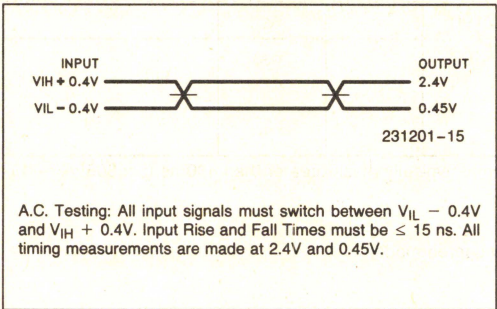 INPUT OUTPUT
VIH + 0.4V 2.4V
VIL − 0.4V 0.45V
231201–15
A.C. Testing: All input signals must switch between VIL − 0.4V
and VIH + 0.4V. Input Rise and Fall Times must be ≤ 15 ns. All
timing measurements are made at 2.4V and 0.45V.